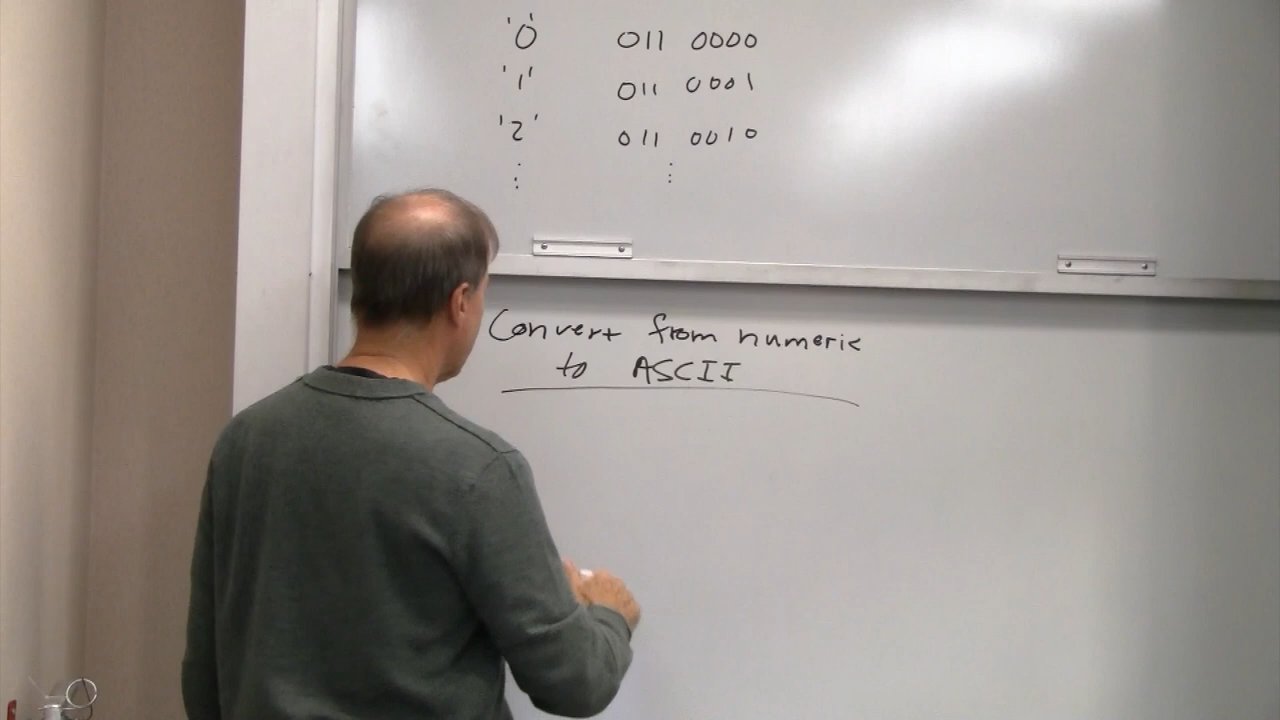 '0' 011 0000
'1' 011 0001
'2' 011 0010
⋮ ⋮
Convert from numeric
to ASCII